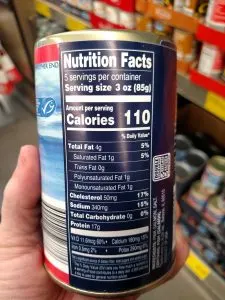 Nutrition Facts
5 servings per container
Serving size 3 oz (85g)
Amount per serving
Calories 110
% Daily Value*
Total Fat 4g 5%
Saturated Fat 1g 5%
Trans Fat 0g
Polyunsaturated Fat 1g
Monounsaturated Fat 1g
Cholesterol 50mg 17%
Sodium 340mg 15%
Total Carbohydrate 0g 0%
Protein 17g